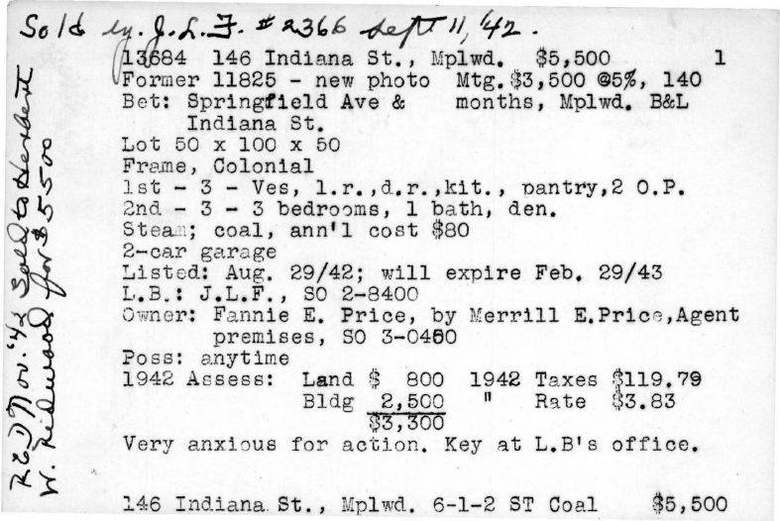 Sold by J.L.F. #2366 Sept 11, '42.
13684 146 Indiana St., Mplwd. $5,500 1
Former 11825 - new photo Mtg. $3,500 @5%, 140
Bet: Springfield Ave & months, Mplwd. B&L
Indiana St.
Lot 50 x 100 x 50
Frame, Colonial
1st - 3 - Ves, l.r.,d.r.,kit., pantry,2 O.P.
2nd - 3 - 3 bedrooms, 1 bath, den.
Steam; coal, ann'l cost $80
2-car garage
Listed: Aug. 29/42; will expire Feb. 29/43
L.B.: J.L.F., SO 2-8400
Owner: Fannie E. Price, by Merrill E.Price,Agent
premises, SO 3-0460
Poss: anytime
1942 Assess: Land $ 800 1942 Taxes $119.79
Bldg 2,500 " Rate $3.83
$3,300
Very anxious for action. Key at L.B's office.
146 Indiana St., Mplwd. 6-1-2 ST Coal $5,500
Nov. '42 Sold to Herbert
W. for $5500